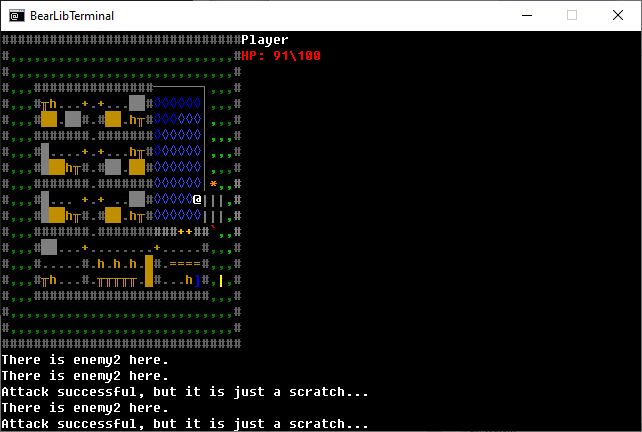 BearLibTerminal
Player
HP: 91\100
There is enemy2 here.
There is enemy2 here.
Attack successful, but it is just a scratch...
There is enemy2 here.
Attack successful, but it is just a scratch...